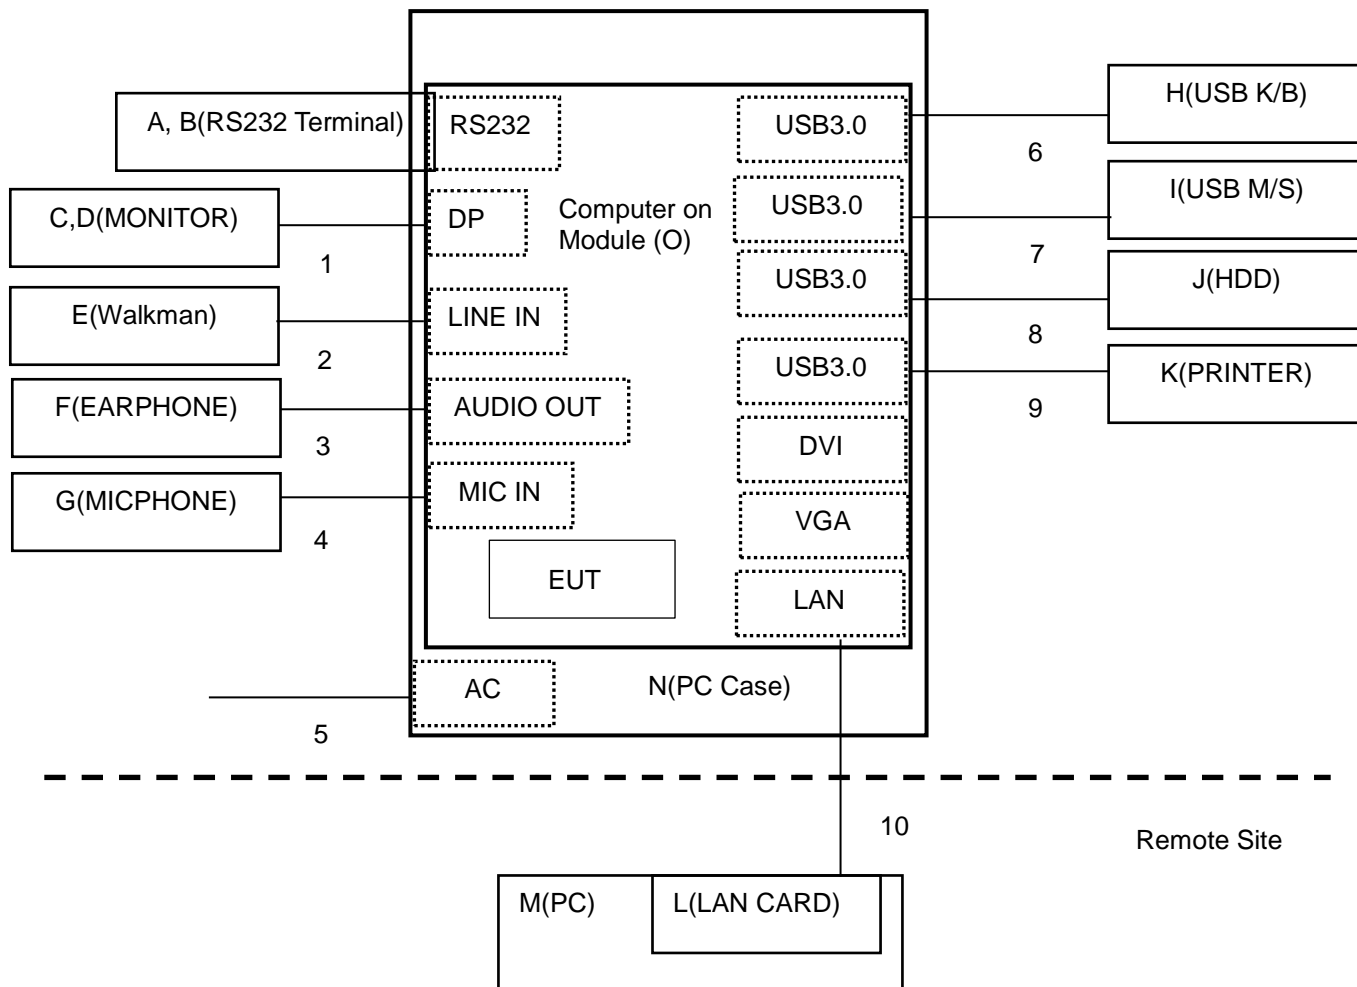 A, B(RS232 Terminal)
RS232
USB3.0
H(USB K/B)
6
C,D(MONITOR)
DP
Computer on
Module (O)
USB3.0
I(USB M/S)
1
7
E(Walkman)
LINE IN
USB3.0
J(HDD)
2
8
F(EARPHONE)
AUDIO OUT
USB3.0
K(PRINTER)
3
9
G(MICPHONE)
MIC IN
DVI
4
VGA
EUT
LAN
AC
N(PC Case)
5
10
Remote Site
M(PC)
L(LAN CARD)